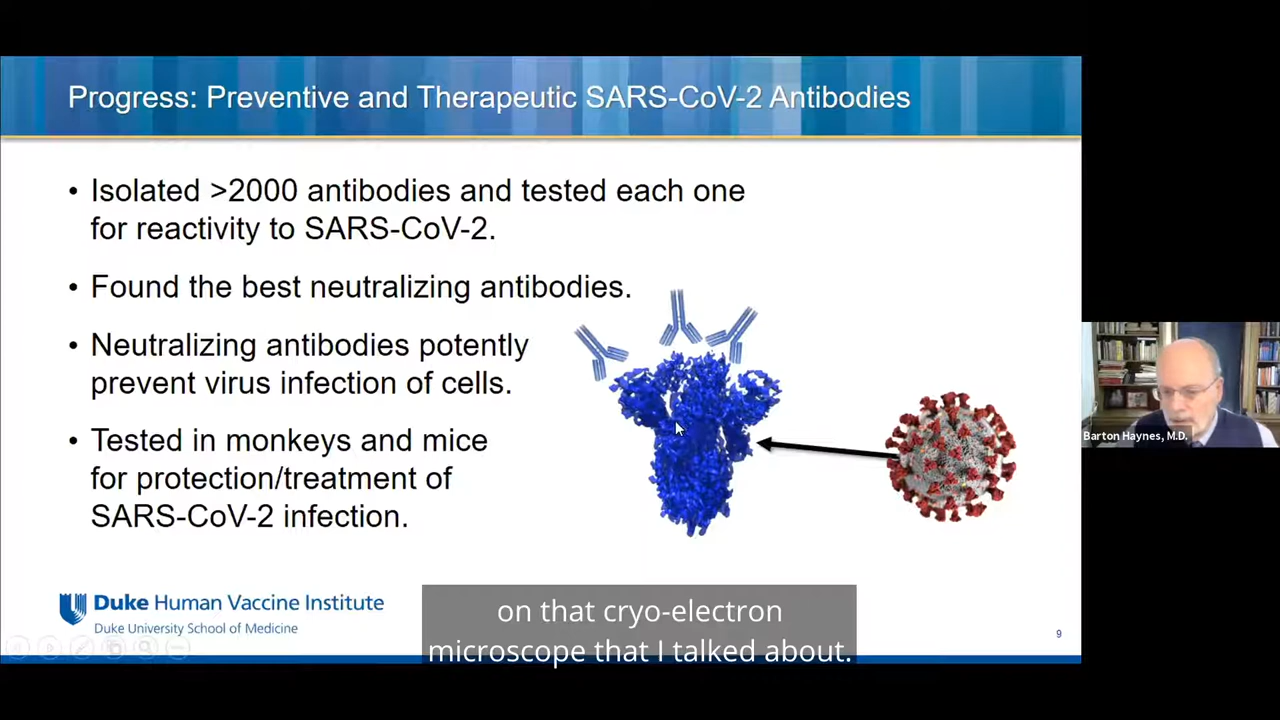 Progress: Preventive and Therapeutic SARS-CoV-2 Antibodies
• Isolated >2000 antibodies and tested each one
for reactivity to SARS-CoV-2.
• Found the best neutralizing antibodies.
• Neutralizing antibodies potently
prevent virus infection of cells.
• Tested in monkeys and mice
for protection/treatment of
SARS-CoV-2 infection.
Barton Haynes, M.D.
Duke Human Vaccine Institute
Duke University School of Medicine
9
on that cryo-electron
microscope that I talked about.